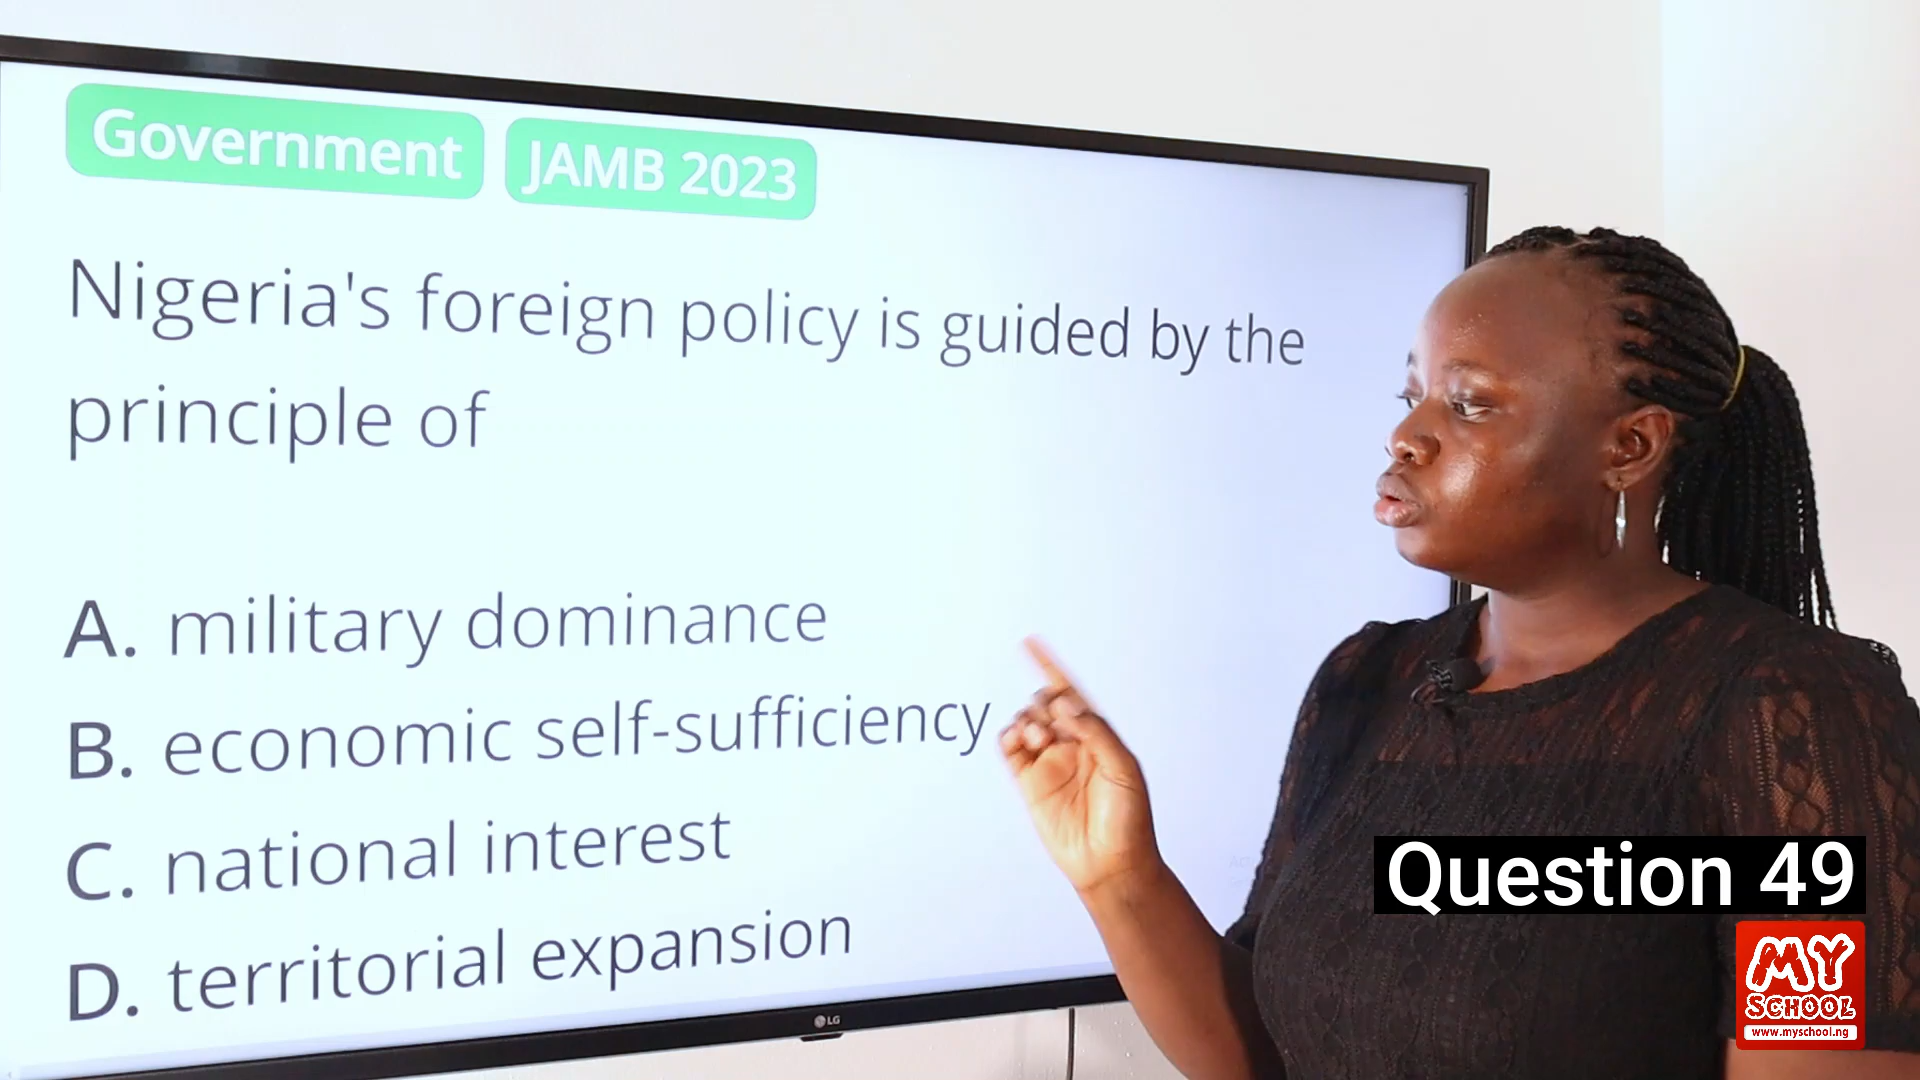 Government JAMB 2023
Nigeria's foreign policy is guided by the
principle of
A. military dominance
B. economic self-sufficiency
C. national interest
D. territorial expansion
LG
Question 49
MY
SCHOOL
www.myschool.ng